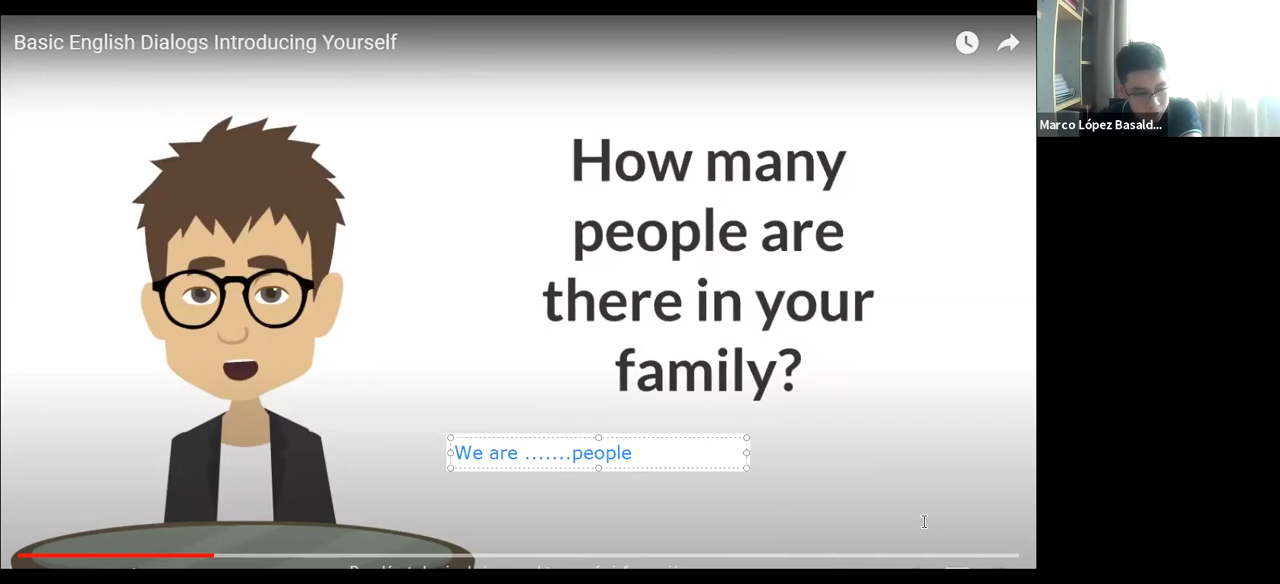 Basic English Dialogs Introducing Yourself
How many
people are
there in your
family?
We are .......people
Marco López Basald...